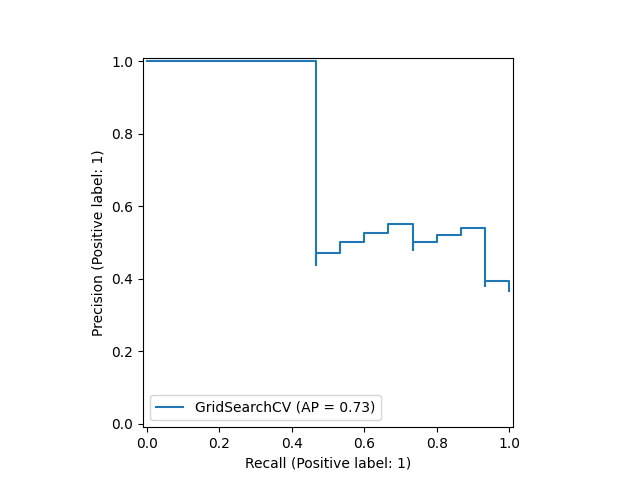 1.0
0.8
0.6
0.4
0.2
0.0
Precision (Positive label: 1)
GridSearchCV (AP = 0.73)
0.0 0.2 0.4 0.6 0.8 1.0
Recall (Positive label: 1)